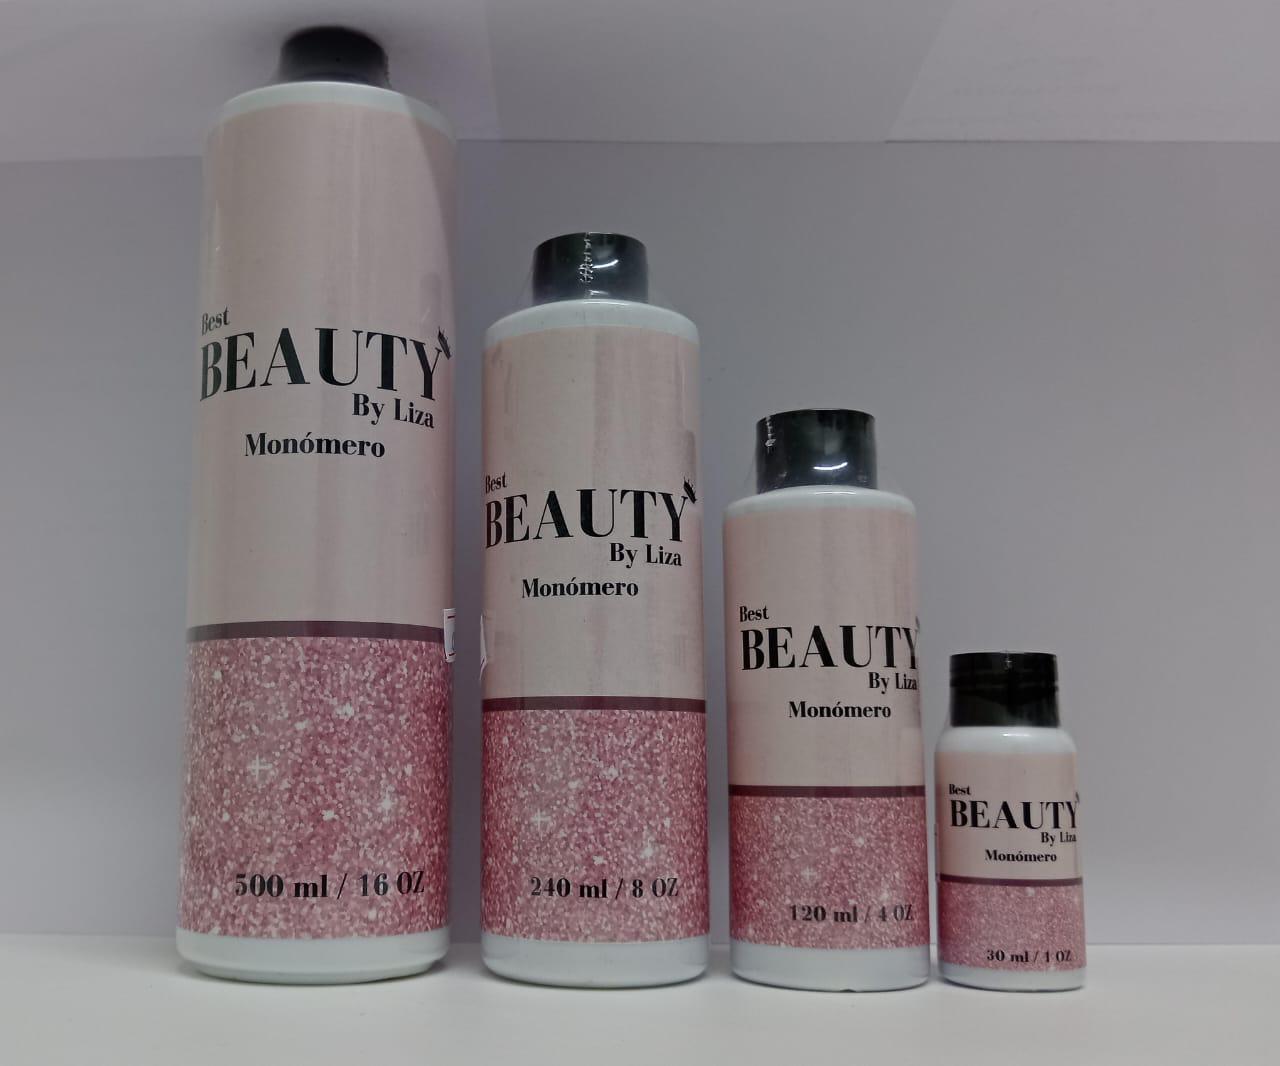 Best
BEAUTY
By Liza
Monómero
500 ml / 16 OZ
Best
BEAUTY
By Liza
Monómero
240 ml / 8 OZ
Best
BEAUTY
By Liza
Monómero
120 ml / 4 OZ
Best
BEAUTY
By Liza
Monómero
30 ml / 1 OZ